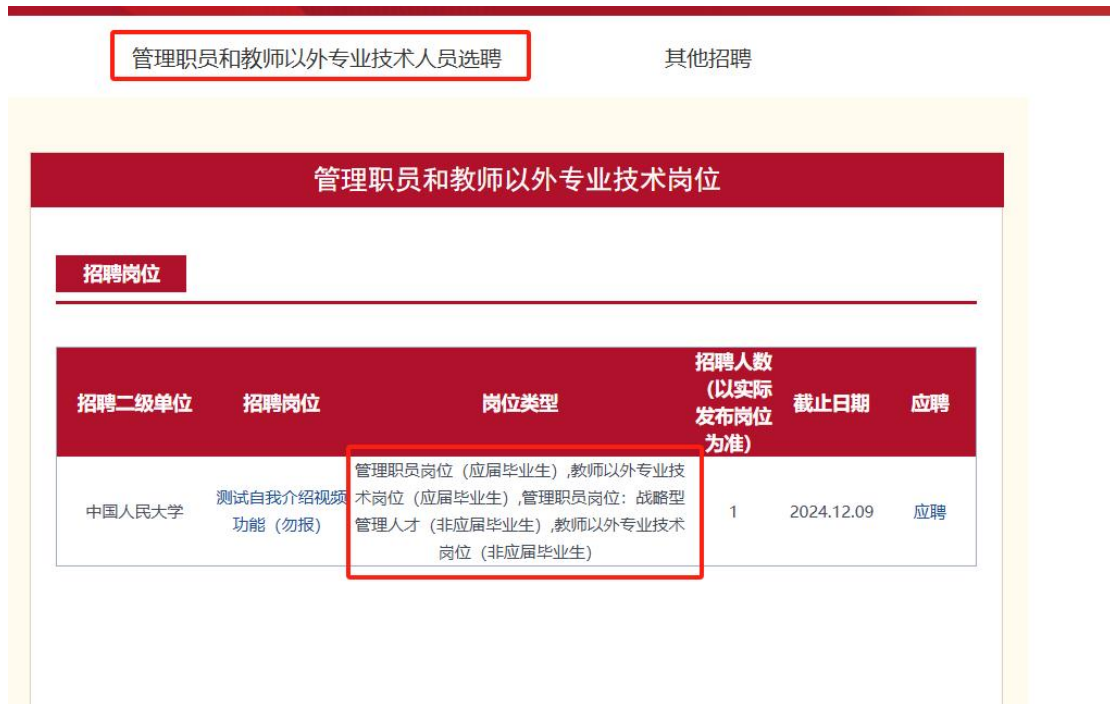 管理职员和教师以外专业技术人员选聘
其他招聘
管理职员和教师以外专业技术岗位
招聘岗位
招聘二级单位
招聘岗位
岗位类型
招聘人数
（以实际
发布岗位
为准）
截止日期
应聘
中国人民大学
测试自我介绍视频
功能（勿报）
管理职员岗位（应届毕业生）,教师以外专业技
术岗位（应届毕业生）,管理职员岗位：战略型
管理人才（非应届毕业生）,教师以外专业技术
岗位（非应届毕业生）
1
2024.12.09
应聘